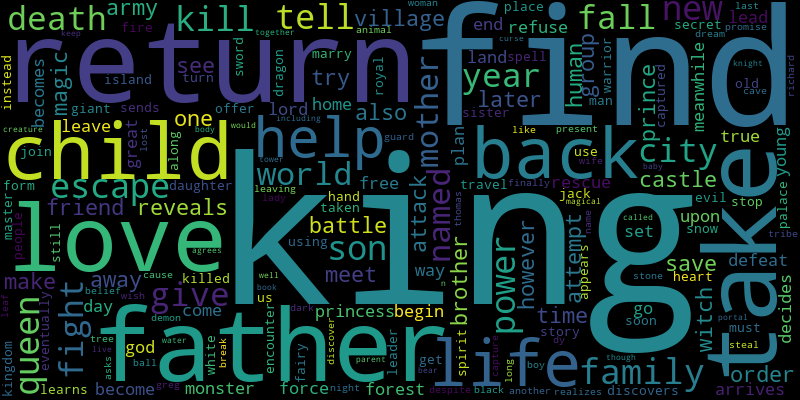 death
army
kill
tell
village
fall
new
lead
woman
place
last
end
secret
dream
refuse
promise
instead
becomes
magic
fire
keep
return
find
see
turn
island
sword
together
dragon
marry
animal
royal
try
land
spell
curse
human
group
man
warrior
old
knight
cave
richard
giant
sends
offer
lord
home
year
later
sister
prince
captured
meanwhile
creature
lost
body
would
including
leave
one
also
mother
plan
like
present
true
young
child
join
great
along
help
guard
back
city
tower
use
wife
baby
castle
evil
stop
palace
form
escape
daughter
world
free
travel
finally
rescue
leaving
lady
hand
taken
attack
named
jack
magical
master
people
still
friend
reveals
battle
thomas
name
upon
called
set
snow
tribe
love
king
son
using
way
power
however
attempt
appears
take
agrees
make
away
cause
killed
us
well
book
meet
brother
save
heart
defeat
stone
belief
wish
day
come
n
dark
princess
begin
time
go
soon
witch
portal
must
decides
leaf
queen
eventually
fight
give
father
encounter
discover
spirit
story
dy
though
steal
kingdom
tree
live
god
demon
water
white
break
fairy
parent
leader
get
life
capture
long
boy
family
order
learns
asks
become
ball
greg
monster
force
night
forest
bear
despite
black
another
realizes
discovers
arrives